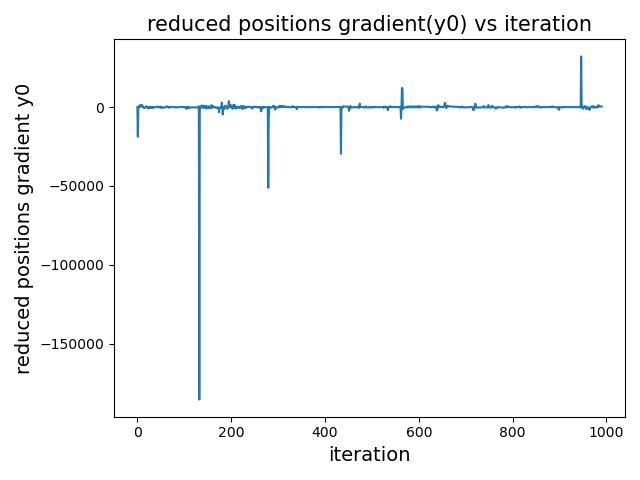 reduced positions gradient(y0) vs iteration
reduced positions gradient y0
0
−50000
−100000
−150000
0 200 400 600 800 1000
iteration